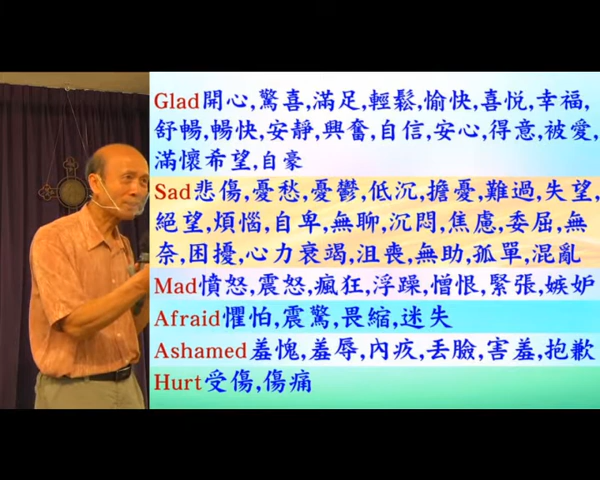 Glad開心,驚喜,滿足,輕鬆,愉快,喜悅,幸福,
舒暢,暢快,安靜,興奮,自信,安心,得意,被愛,
滿懷希望,自豪
Sad悲傷,憂愁,憂鬱,低沉,擔憂,難過,失望,
絕望,煩惱,自卑,無聊,沉悶,焦慮,委屈,無
奈,困擾,心力衰竭,沮喪,無助,孤單,混亂
Mad憤怒,震怒,瘋狂,浮躁,憎恨,緊張,嫉妒
Afraid懼怕,震驚,畏縮,迷失
Ashamed羞愧,羞辱,內疚,丟臉,害羞,抱歉
Hurt受傷,傷痛